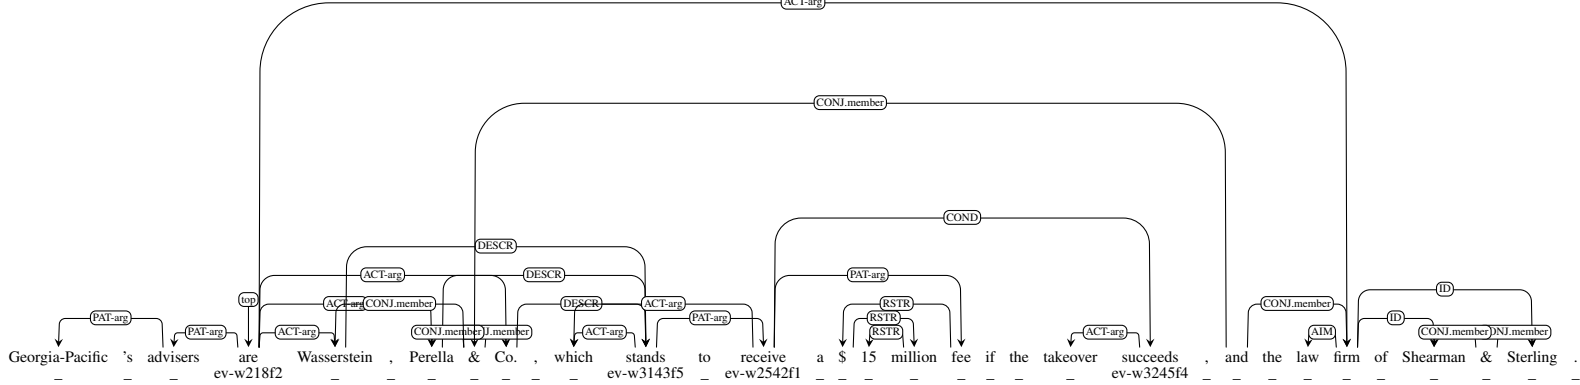 ACT-arg
CONJ.member
COND
DESCR
ACT-arg DESCR PAT-arg
ID
top ACT-arg CONJ.member DESCR ACT-arg RSTR CONJ.member
PAT-arg PAT-arg RSTR ID
PAT-arg ACT-arg CONJ.member ACT-arg RSTR ACT-arg AIM CONJ.member
Georgia-Pacific 's advisers are Wasserstein , Perella & Co. , which stands to receive a $ 15 million fee if the takeover succeeds , and the law firm of Shearman & Sterling .
_ _ _ ev-w218f2 _ _ _ _ _ _ _ ev-w3143f5 _ ev-w2542f1 _ _ _ _ _ _ _ _ ev-w3245f4 _ _ _ _ _ _ _ _ _ _